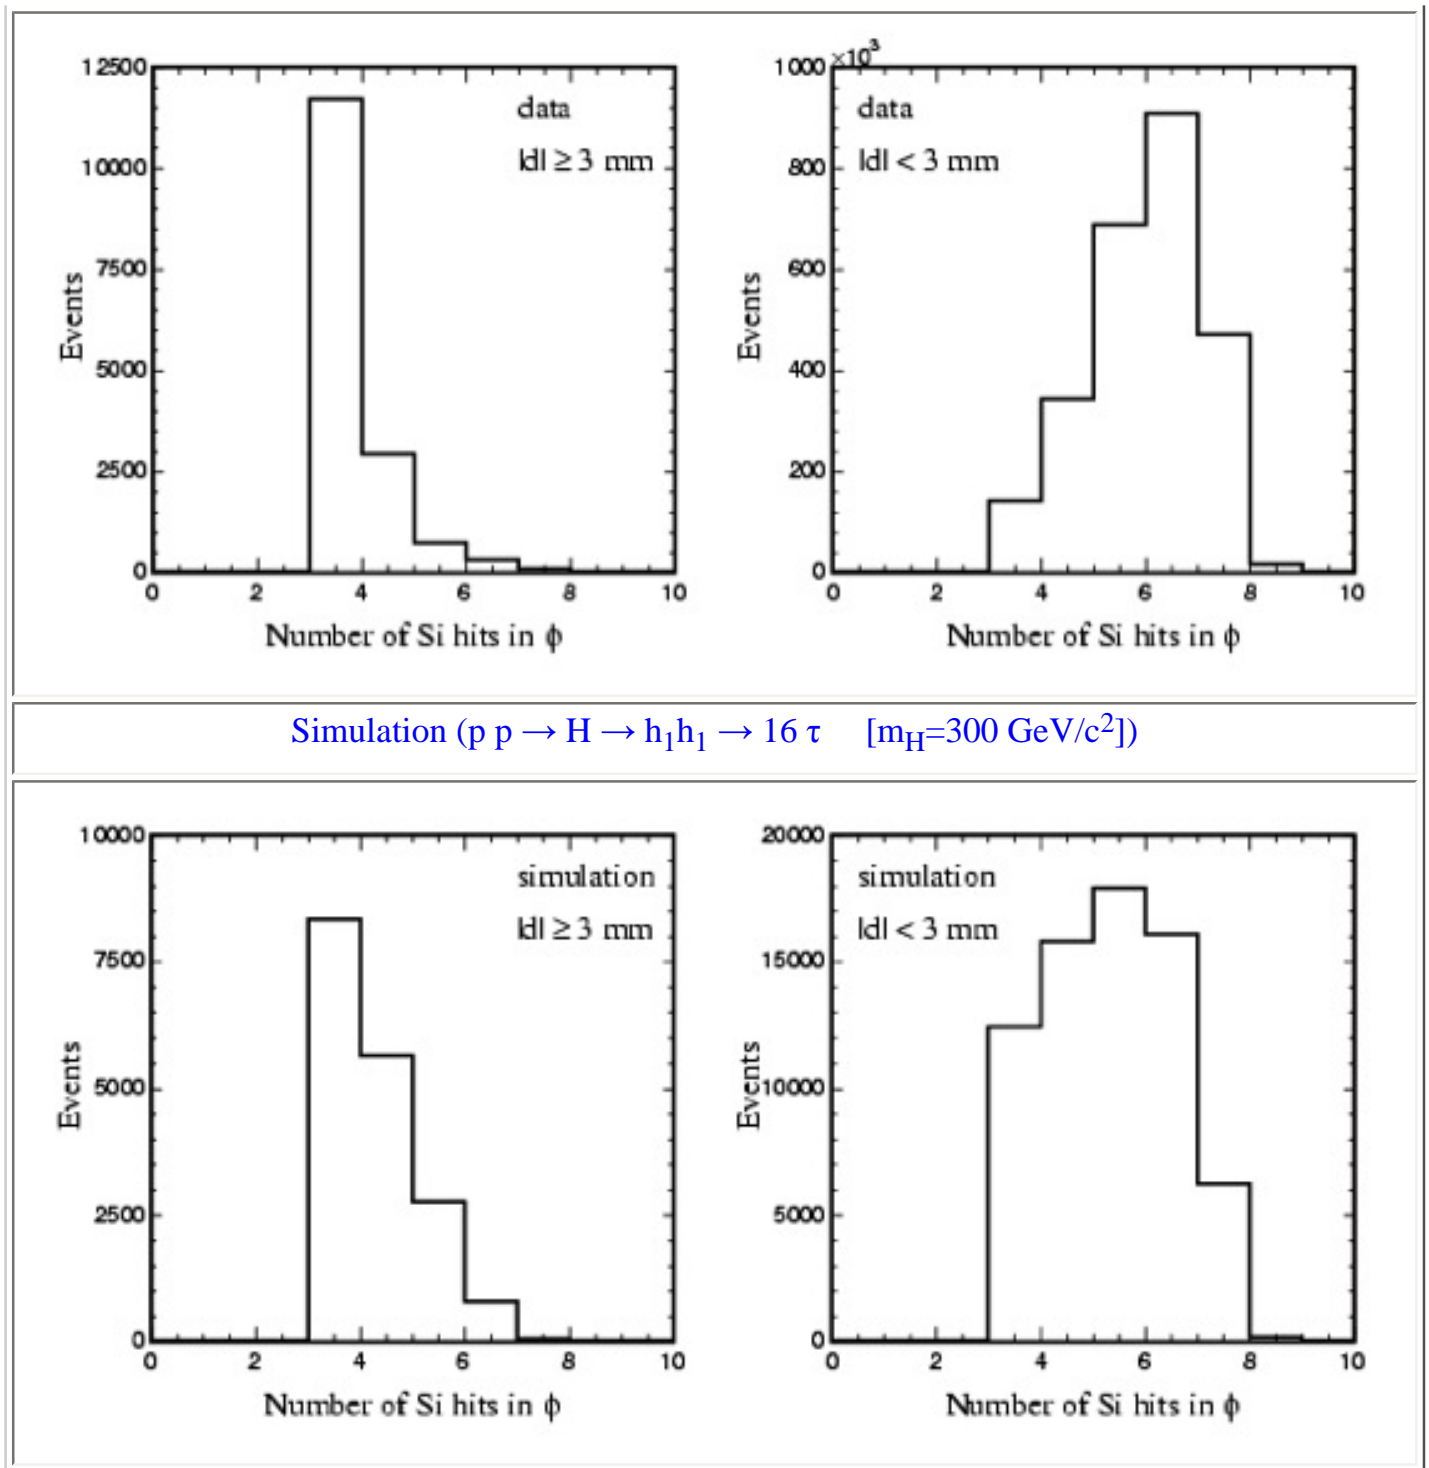 ×10³
12500
10000
7500
5000
2500
0
Events
data
|d| ≥ 3 mm
0 2 4 6 8 10
Number of Si hits in ϕ
1000
800
600
400
200
0
Events
data
|d| < 3 mm
0 2 4 6 8 10
Number of Si hits in ϕ
Simulation (p p → H → h₁h₁ → 16 τ [m_H=300 GeV/c²])
10000
7500
5000
2500
0
Events
simulation
|d| ≥ 3 mm
0 2 4 6 8 10
Number of Si hits in ϕ
20000
15000
10000
5000
0
Events
simulation
|d| < 3 mm
0 2 4 6 8 10
Number of Si hits in ϕ